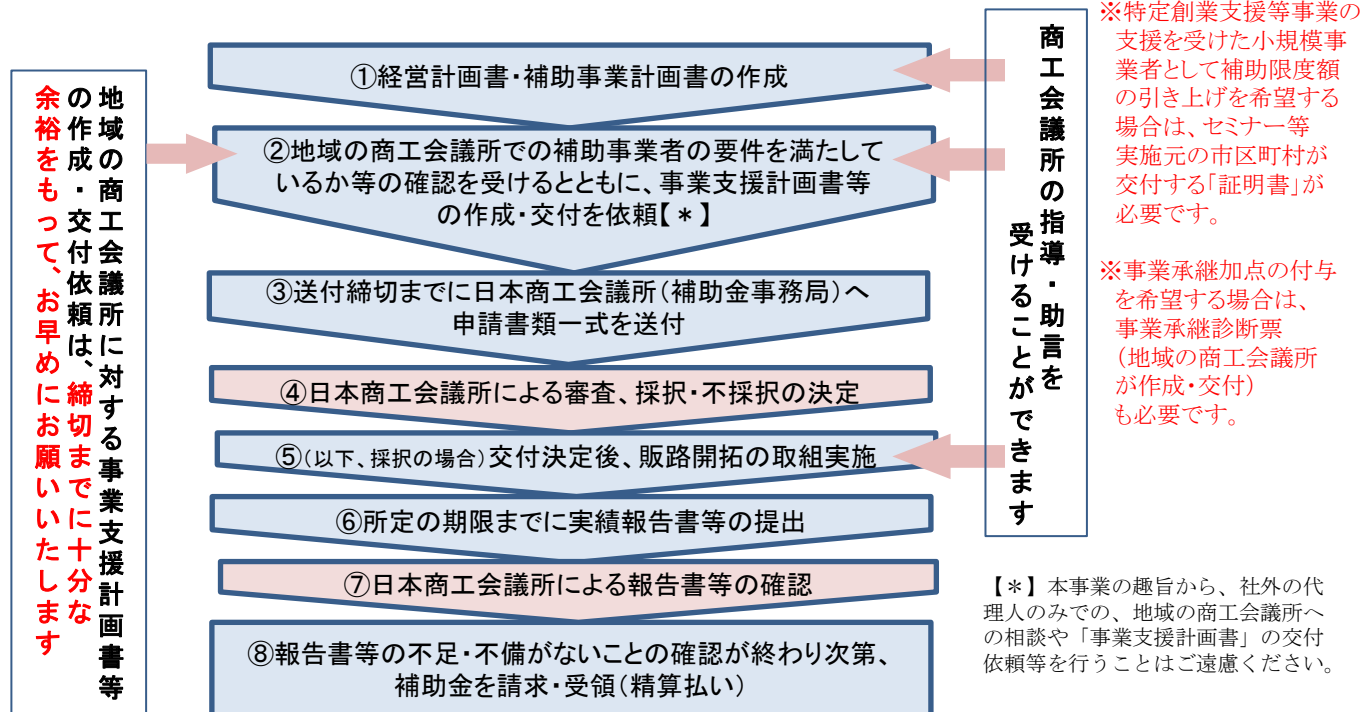 地域の商工会議所に対する事業支援計画書等
の作成・交付依頼は、締切までに十分な
余裕をもって、お早めにお願いいたします
①経営計画書・補助事業計画書の作成
②地域の商工会議所での補助事業者の要件を満たして
いるか等の確認を受けるとともに、事業支援計画書等
の作成・交付を依頼【＊】
③送付締切までに日本商工会議所（補助金事務局）へ
申請書類一式を送付
④日本商工会議所による審査、採択・不採択の決定
⑤（以下、採択の場合）交付決定後、販路開拓の取組実施
⑥所定の期限までに実績報告書等の提出
⑦日本商工会議所による報告書等の確認
⑧報告書等の不足・不備がないことの確認が終わり次第、
補助金を請求・受領（精算払い）
商工会議所の指導・助言を
受けることができます
※特定創業支援等事業の
支援を受けた小規模事
業者として補助限度額
の引き上げを希望する
場合は、セミナー等
実施元の市区町村が
交付する「証明書」が
必要です。
※事業承継加点の付与
を希望する場合は、
事業承継診断票
（地域の商工会議所
が作成・交付）
も必要です。
【＊】本事業の趣旨から、社外の代
理人のみでの、地域の商工会議所へ
の相談や「事業支援計画書」の交付
依頼等を行うことはご遠慮ください。